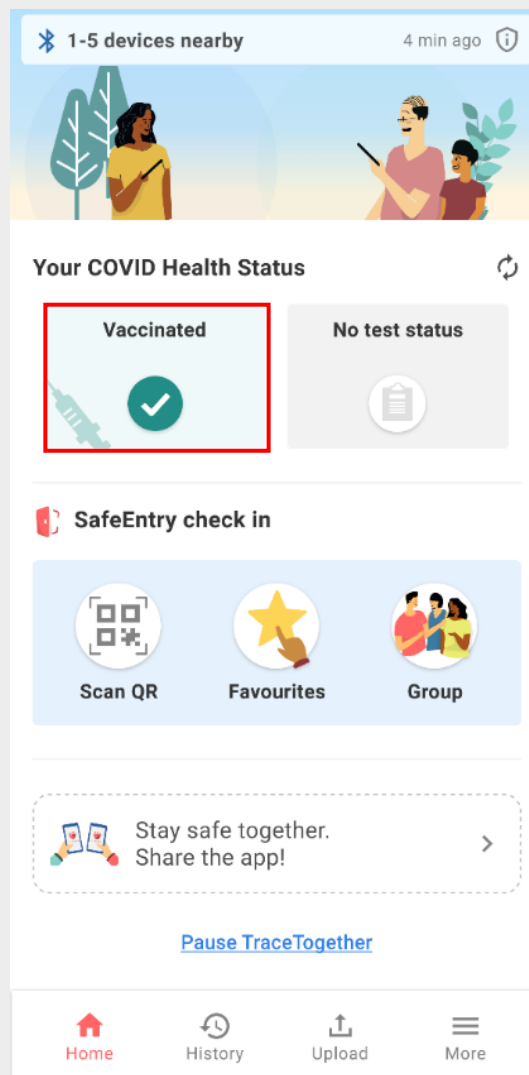 1-5 devices nearby
4 min ago
Your COVID Health Status
Vaccinated
No test status
SafeEntry check in
Scan QR
Favourites
Group
Stay safe together.
Share the app!
Pause TraceTogether
Home
History
Upload
More